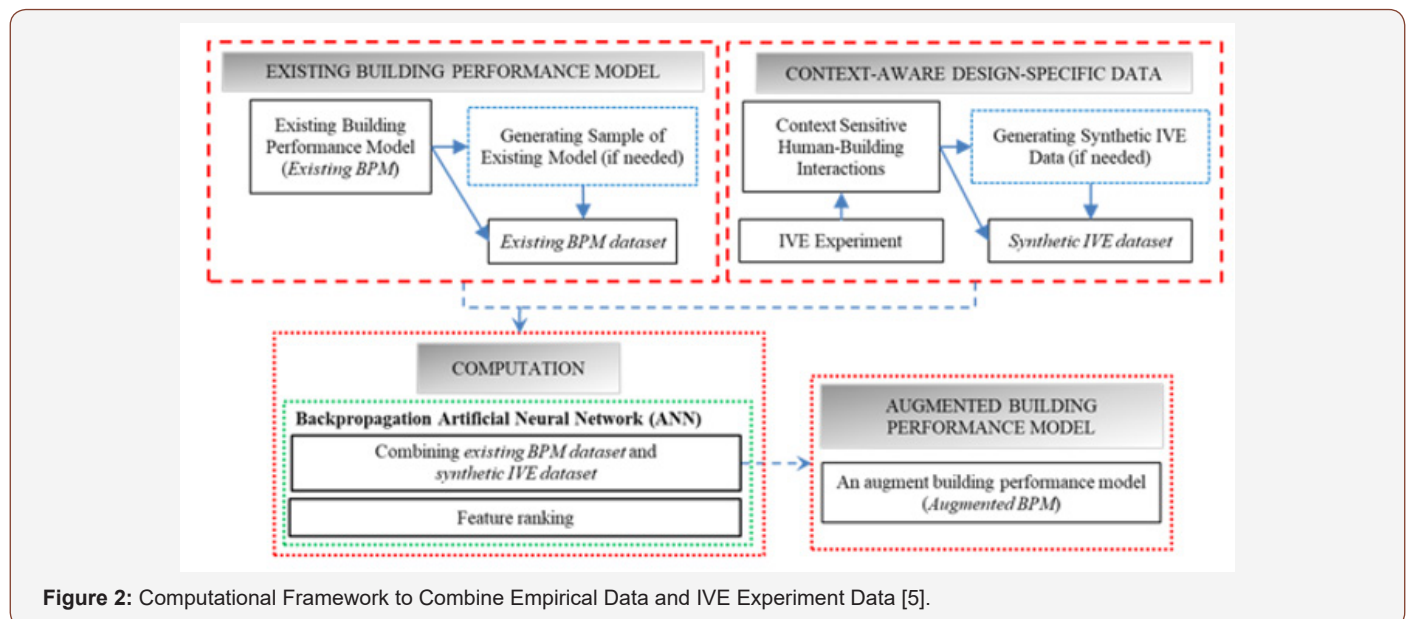 EXISTING BUILDING PERFORMANCE MODEL
Existing Building
Performance Model
(Existing BPM)
Generating Sample of
Existing Model (if needed)
Existing BPM dataset
CONTEXT-AWARE DESIGN-SPECIFIC DATA
Context Sensitive
Human-Building
Interactions
Generating Synthetic IVE
Data (if needed)
IVE Experiment
Synthetic IVE dataset
COMPUTATION
Backpropagation Artificial Neural Network (ANN)
Combining existing BPM dataset and
synthetic IVE dataset
Feature ranking
AUGMENTED BUILDING
PERFORMANCE MODEL
An augment building performance model
(Augmented BPM)
Figure 2: Computational Framework to Combine Empirical Data and IVE Experiment Data [5].